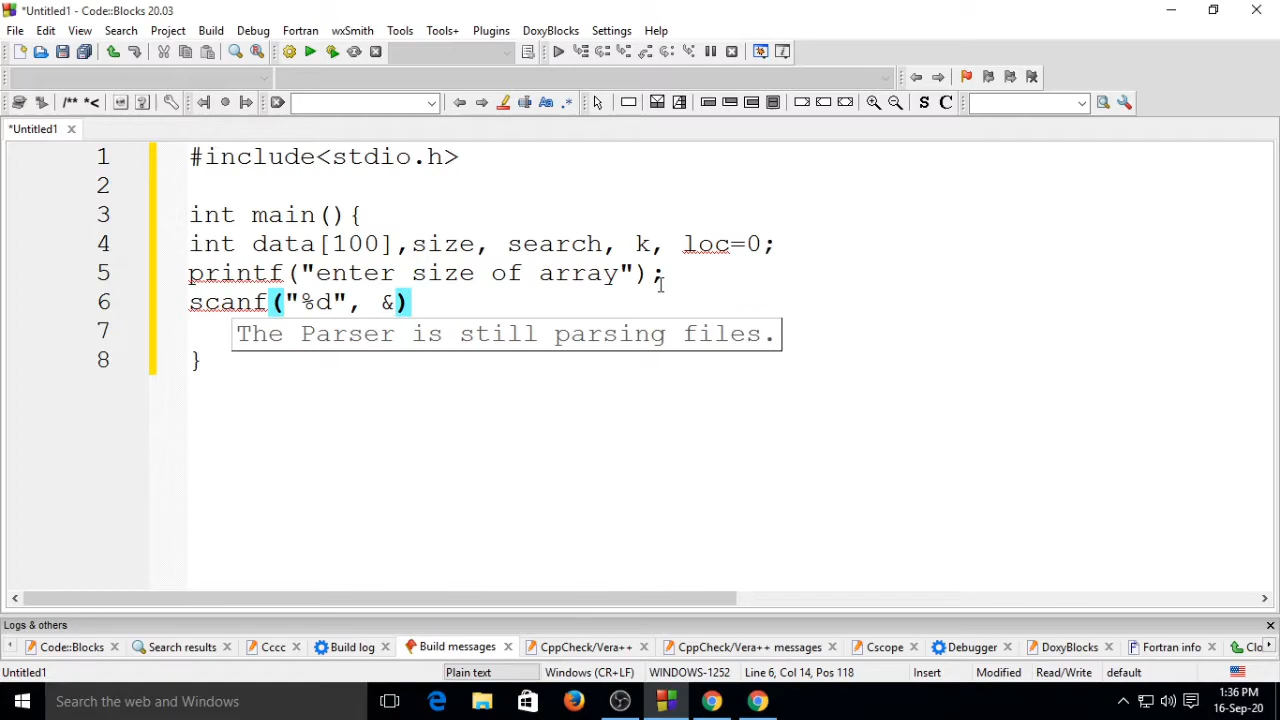 *Untitled1 - Code::Blocks 20.03
File Edit View Search Project Build Debug Fortran wxSmith Tools Tools+ Plugins DoxyBlocks Settings Help
/** *< S C
*Untitled1
1 #include<stdio.h>
2
3 int main(){
4 int data[100],size, search, k, loc=0;
5 printf("enter size of array");
6 scanf("%d", &)
7 The Parser is still parsing files.
8 }
Logs & others
Code::Blocks Search results Cccc Build log Build messages CppCheck/Vera++ CppCheck/Vera++ messages Cscope Debugger DoxyBlocks Fortran info Clo
Untitled1 Plain text Windows (CR+LF) WINDOWS-1252 Line 6, Col 14, Pos 118 Insert Modified Read/Write default
Search the web and Windows
1:36 PM
16-Sep-20